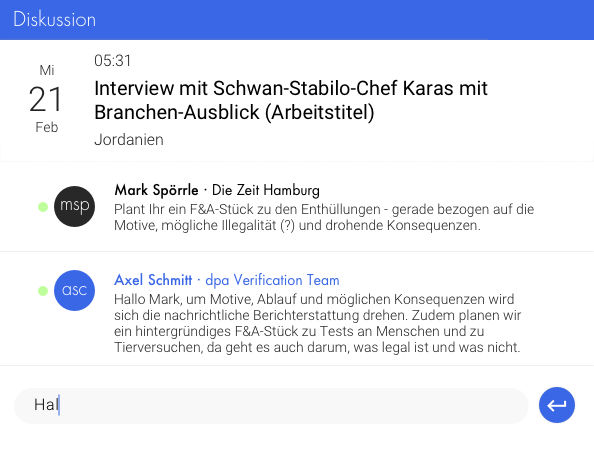 Diskussion
Mi
21
Feb
05:31
Interview mit Schwan-Stabilo-Chef Karas mit
Branchen-Ausblick (Arbeitstitel)
Jordanien
msp
Mark Spörrle · Die Zeit Hamburg
Plant Ihr ein F&A-Stück zu den Enthüllungen - gerade bezogen auf die
Motive, mögliche Illegalität (?) und drohende Konsequenzen.
asc
Axel Schmitt · dpa Verification Team
Hallo Mark, um Motive, Ablauf und möglichen Konsequenzen wird
sich die nachrichtliche Berichterstattung drehen. Zudem planen wir
ein hintergründiges F&A-Stück zu Tests an Menschen und zu
Tierversuchen, da geht es auch darum, was legal ist und was nicht.
Hal